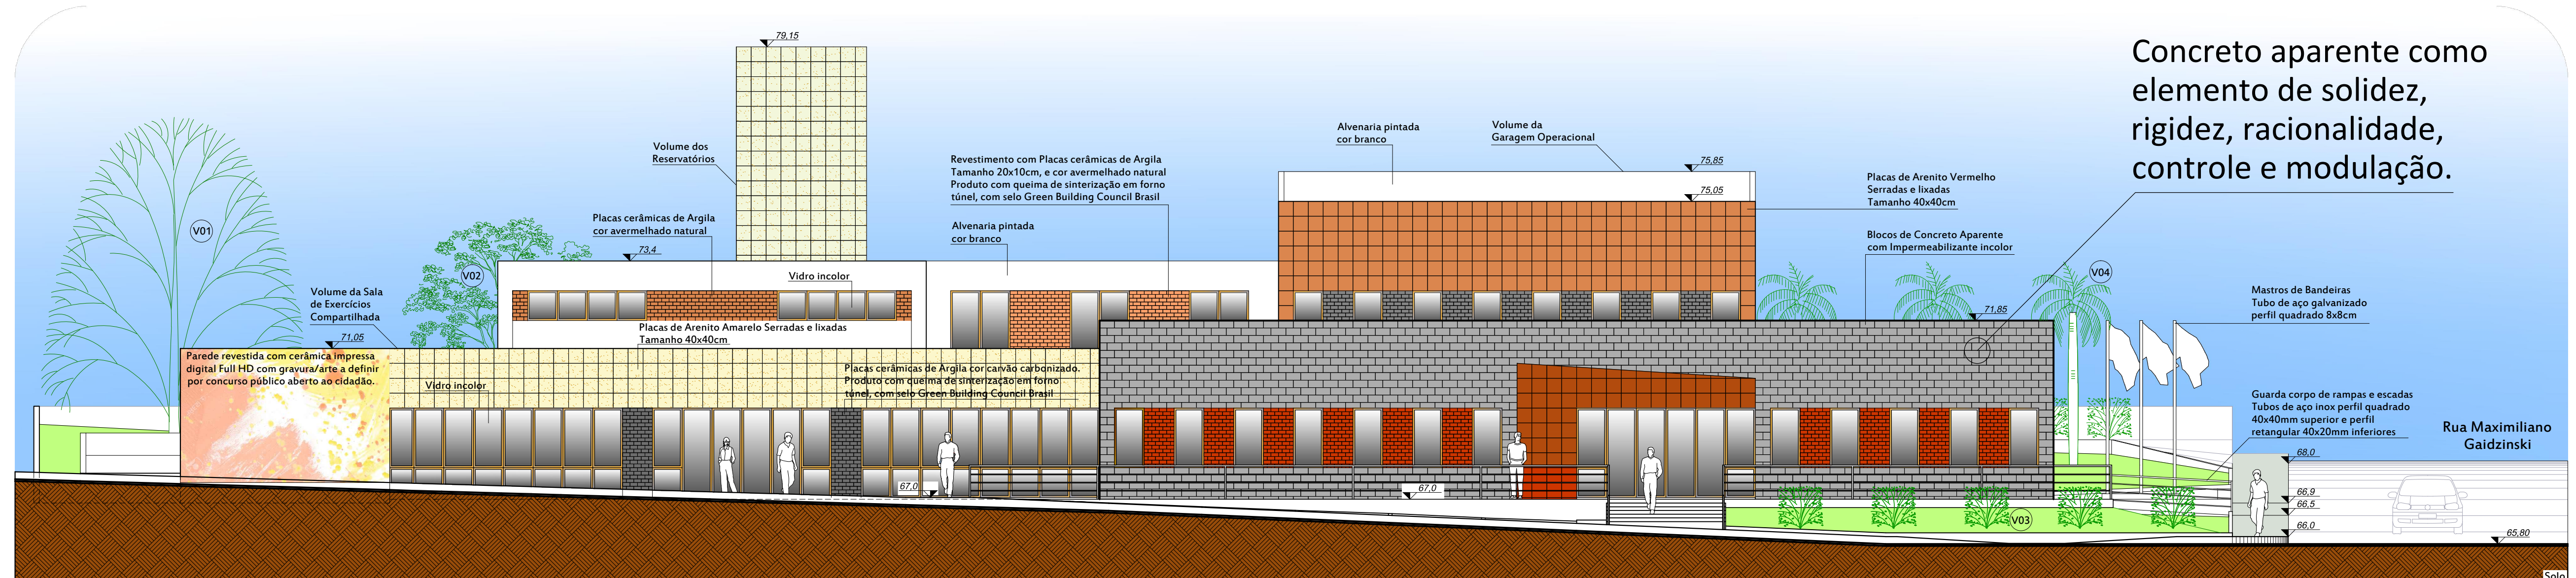 79,15
Concreto aparente como
elemento de solidez,
rigidez, racionalidade,
controle e modulação.
Volume dos
Reservatórios
V01
V02
Placas cerâmicas de Argila
cor avermelhado natural
73,4
Revestimento com Placas cerâmicas de Argila
Tamanho 20x10cm, e cor avermelhado natural
Produto com queima de sinterização em forno
túnel, com selo Green Building Council Brasil
Alvenaria pintada
cor branco
Alvenaria pintada
cor branco
Volume da
Garagem Operacional
75,85
75,05
Placas de Arenito Vermelho
Serradas e lixadas
Tamanho 40x40cm
Blocos de Concreto Aparente
com Impermeabilizante incolor
V04
71,85
Mastros de Bandeiras
Tubo de aço galvanizado
perfil quadrado 8x8cm
Volume da Sala
de Exercícios
Compartilhada
71,05
Vidro incolor
Placas de Arenito Amarelo Serradas e lixadas
Tamanho 40x40cm
Parede revestida com cerâmica impressa
digital Full HD com gravura/arte a definir
por concurso público aberto ao cidadão.
Vidro incolor
Placas cerâmicas de Argila cor carvão carbonizado.
Produto com queima de sinterização em forno
túnel, com selo Green Building Council Brasil
Guarda corpo de rampas e escadas
Tubos de aço inox perfil quadrado
40x40mm superior e perfil
retangular 40x20mm inferiores
Rua Maximiliano
Gaidzinski
67,0
67,0
68,0
66,9
66,5
66,0
V03
65,80
Solo